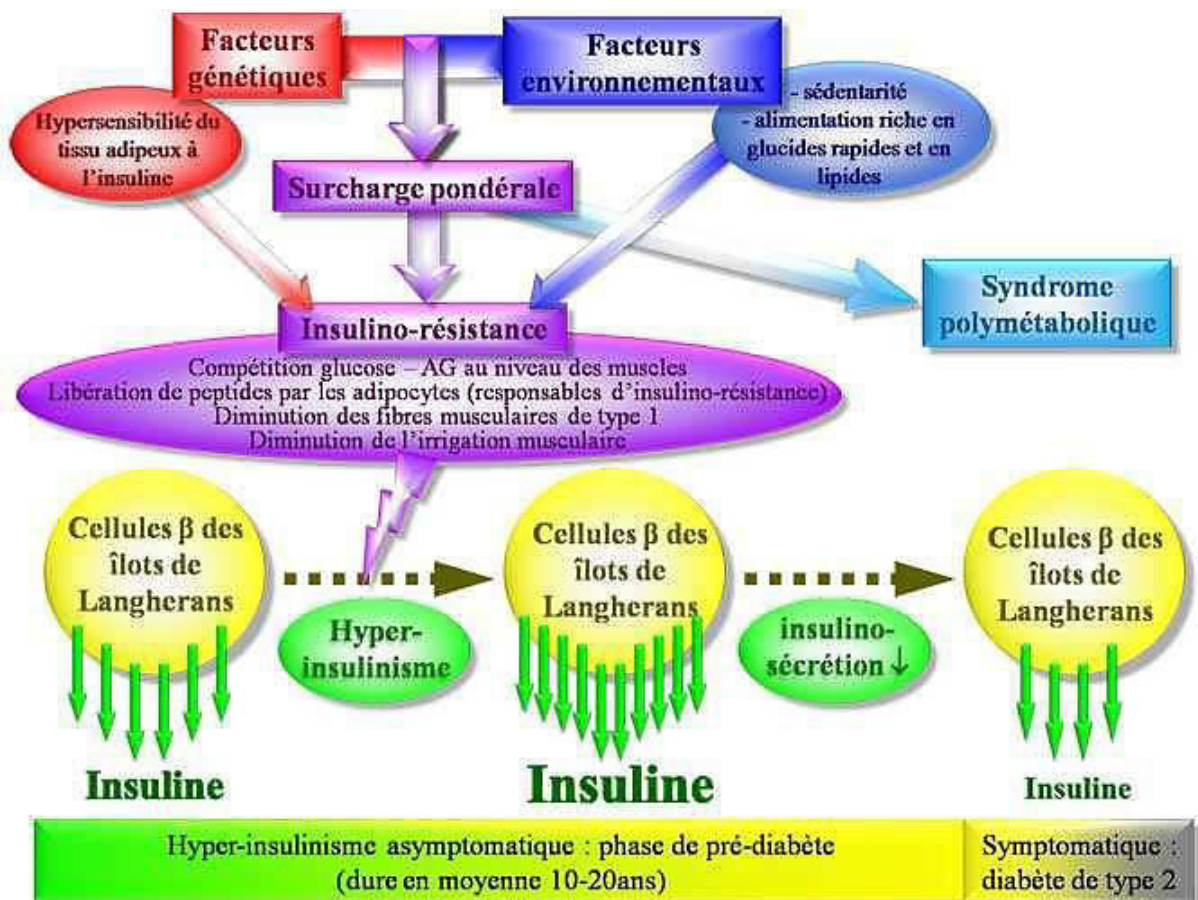 Facteurs
génétiques
Facteurs
environnementaux
Hypersensibilité du
tissu adipeux à
l'insuline
- sédentarité
- alimentation riche en
glucides rapides et en
lipides
Surcharge pondérale
Syndrome
polymétabolique
Insulino-résistance
Compétition glucose – AG au niveau des muscles
Libération de peptides par les adipocytes (responsables d'insulino-résistance)
Diminution des fibres musculaires de type 1
Diminution de l'irrigation musculaire
Cellules β des
îlots de
Langherans
Hyper-
insulinisme
Cellules β des
îlots de
Langherans
insulino-
sécrétion ↓
Cellules β des
îlots de
Langherans
Insuline
Insuline
Insuline
Hyper-insulinisme asymptomatique : phase de pré-diabète
(dure en moyenne 10-20ans)
Symptomatique :
diabète de type 2